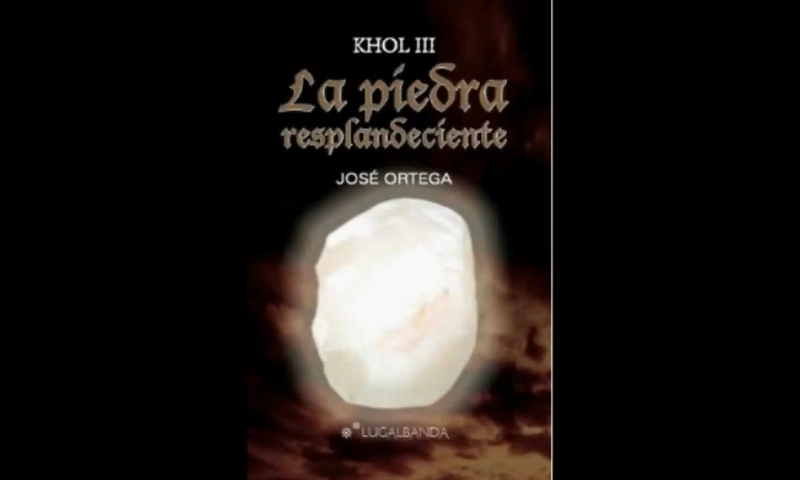 KHOL III
La piedra
resplandeciente
JOSÉ ORTEGA
LUGALBANDA